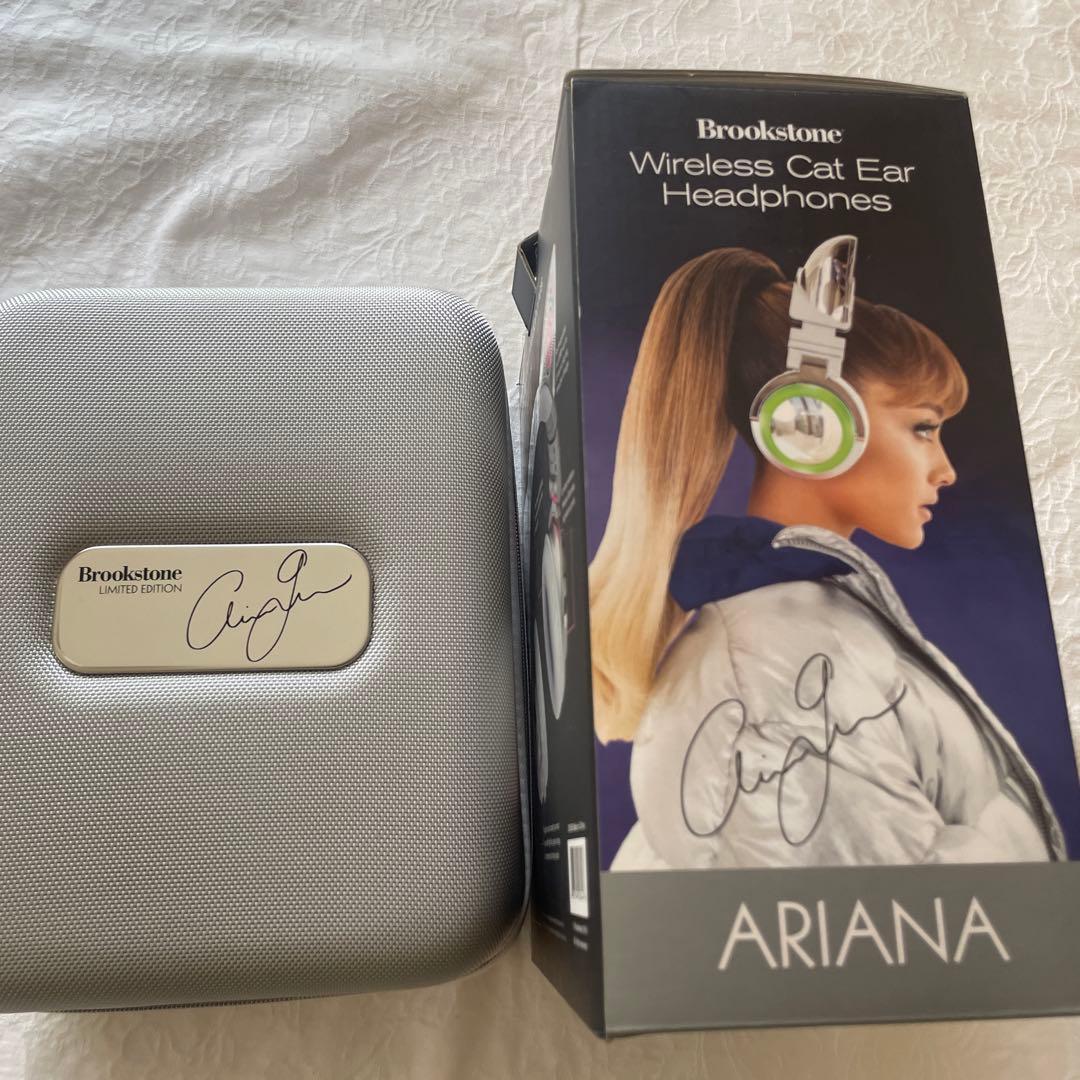 Brookstone
LIMITED EDITION
Brookstone
Wireless Cat Ear
Headphones
ARIANA